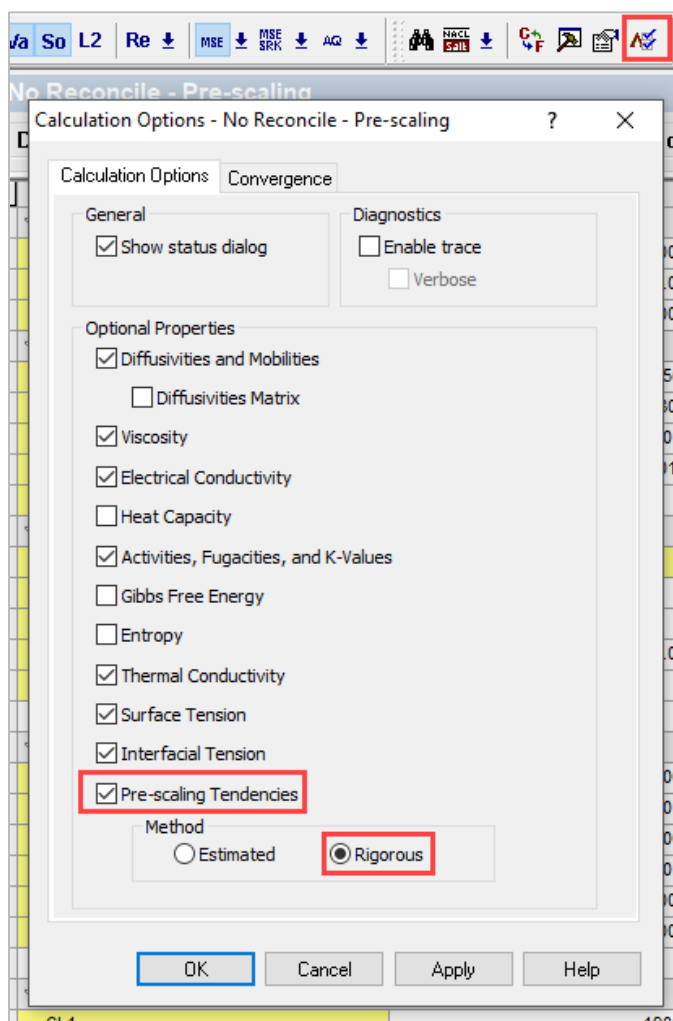 Va So L2 Re MSE MSE SRK AQ NACL Salt C F
No Reconcile - Pre-scaling
Calculation Options - No Reconcile - Pre-scaling ? X
Calculation Options Convergence
General Diagnostics
Show status dialog Enable trace
Verbose
Optional Properties
Diffusivities and Mobilities
Diffusivities Matrix
Viscosity
Electrical Conductivity
Heat Capacity
Activities, Fugacities, and K-Values
Gibbs Free Energy
Entropy
Thermal Conductivity
Surface Tension
Interfacial Tension
Pre-scaling Tendencies
Method
Estimated Rigorous
OK Cancel Apply Help